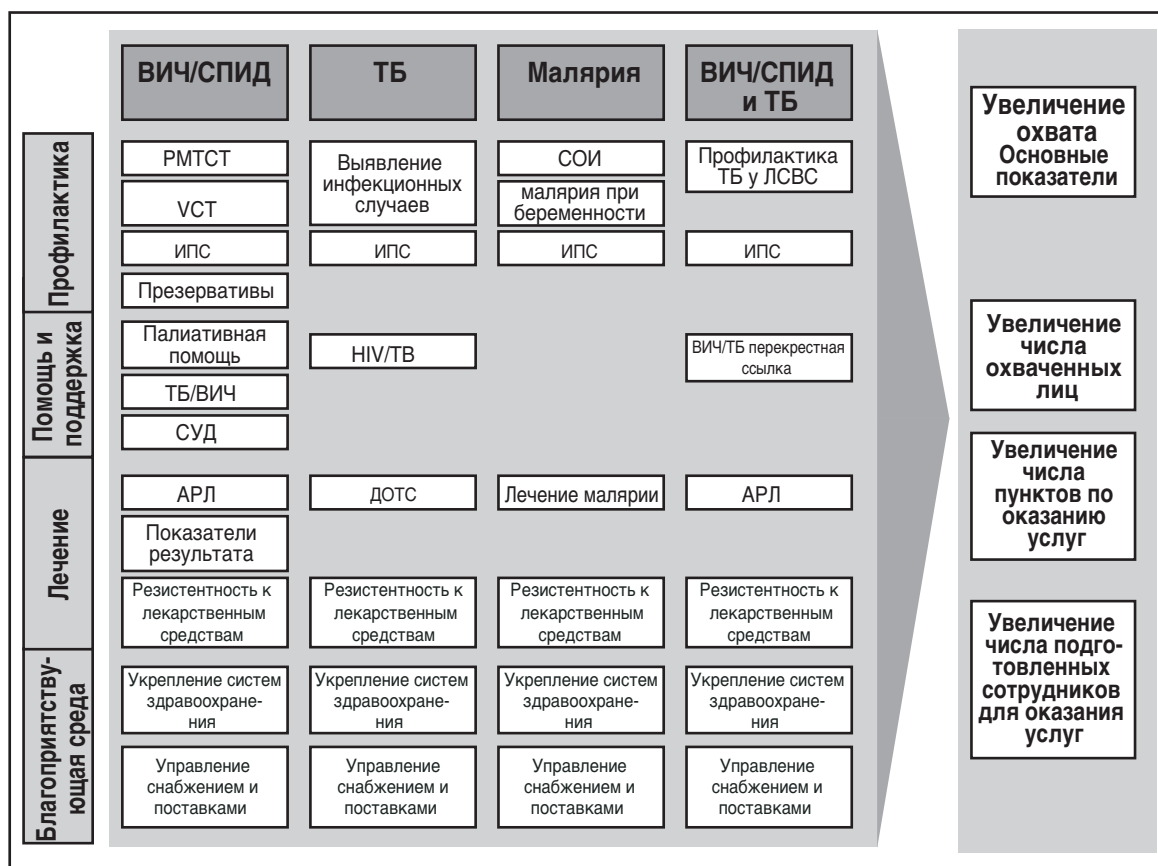 ВИЧ/СПИД
ТБ
Малярия
ВИЧ/СПИД
и ТБ
Профилактика
PMTCT
VCT
ИПС
Презервативы
Выявление
инфекционных
случаев
ИПС
СОИ
малярия при
беременности
ИПС
Профилактика
ТБ у ЛСВС
ИПС
Помощь и
поддержка
Палиативная
помощь
ТБ/ВИЧ
СУД
HIV/TB
ВИЧ/ТБ перекрестная
ссылка
Лечение
АРЛ
Показатели
результата
Резистентность к
лекарственным
средствам
ДОТС
Резистентность к
лекарственным
средствам
Лечение малярии
Резистентность к
лекарственным
средствам
АРЛ
Резистентность к
лекарственным
средствам
Благоприятству-
ющая среда
Укрепление систем
здравоохране-
ния
Управление
снабжением и
поставками
Укрепление систем
здравоохране-
ния
Управление
снабжением и
поставками
Укрепление систем
здравоохране-
ния
Управление
снабжением и
поставками
Укрепление систем
здравоохране-
ния
Управление
снабжением и
поставками
Увеличение
охвата
Основные
показатели
Увеличение
числа
охваченных
лиц
Увеличение
числа
пунктов по
оказанию
услуг
Увеличение
числа подго-
товленных
сотрудников
для оказания
услуг